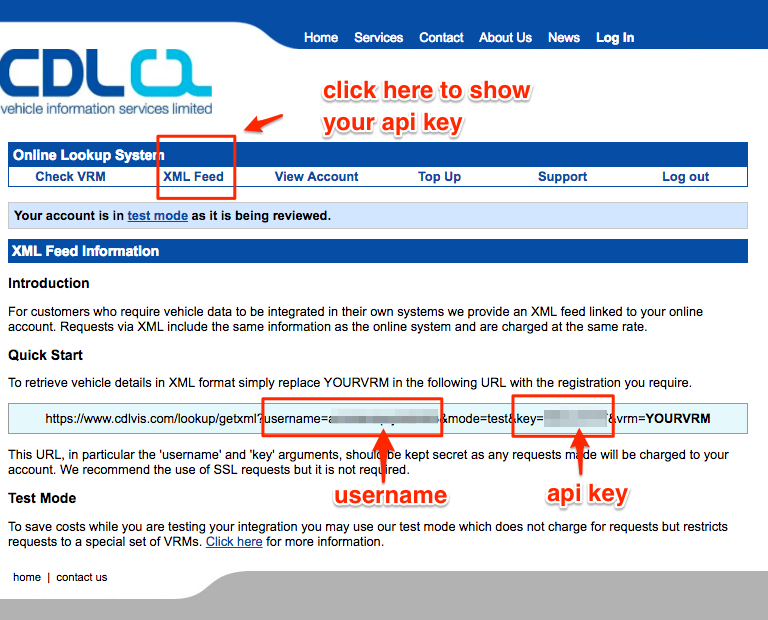 Home Services Contact About Us News Log In
CDL
vehicle information services limited
click here to show
your api key
Online Lookup System
Check VRM XML Feed View Account Top Up Support Log out
Your account is in test mode as it is being reviewed.
XML Feed Information
Introduction
For customers who require vehicle data to be integrated in their own systems we provide an XML feed linked to your online
account. Requests via XML include the same information as the online system and are charged at the same rate.
Quick Start
To retrieve vehicle details in XML format simply replace YOURVRM in the following URL with the registration you require.
https://www.cdlvis.com/lookup/getxml?username= &mode=test&key= &vrm=YOURVRM
This URL, in particular the 'username' and 'key' arguments, should be kept secret as any requests made will be charged to your
account. We recommend the use of SSL requests but it is not required.
username
api key
Test Mode
To save costs while you are testing your integration you may use our test mode which does not charge for requests but restricts
requests to a special set of VRMs. Click here for more information.
home | contact us